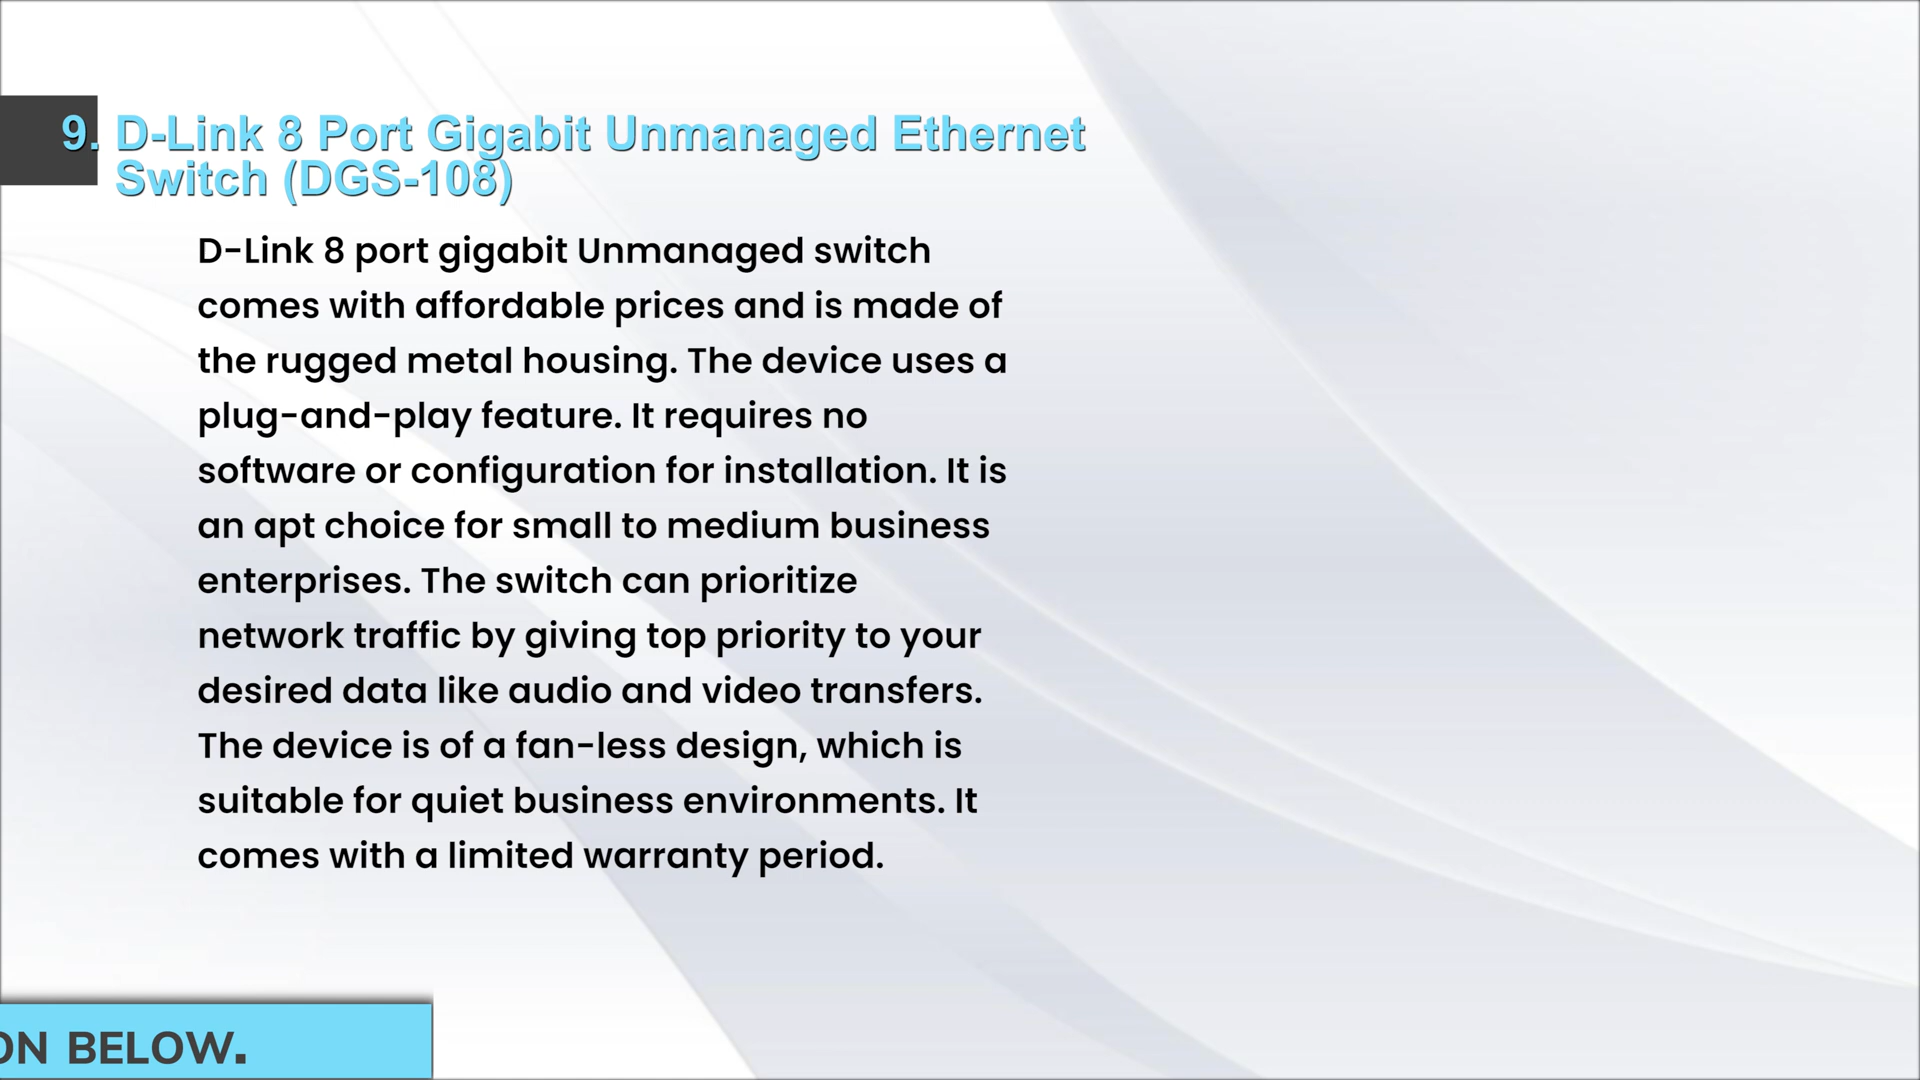 9. D-Link 8 Port Gigabit Unmanaged Ethernet
Switch (DGS-108)
D-Link 8 port gigabit Unmanaged switch
comes with affordable prices and is made of
the rugged metal housing. The device uses a
plug-and-play feature. It requires no
software or configuration for installation. It is
an apt choice for small to medium business
enterprises. The switch can prioritize
network traffic by giving top priority to your
desired data like audio and video transfers.
The device is of a fan-less design, which is
suitable for quiet business environments. It
comes with a limited warranty period.
ON BELOW.